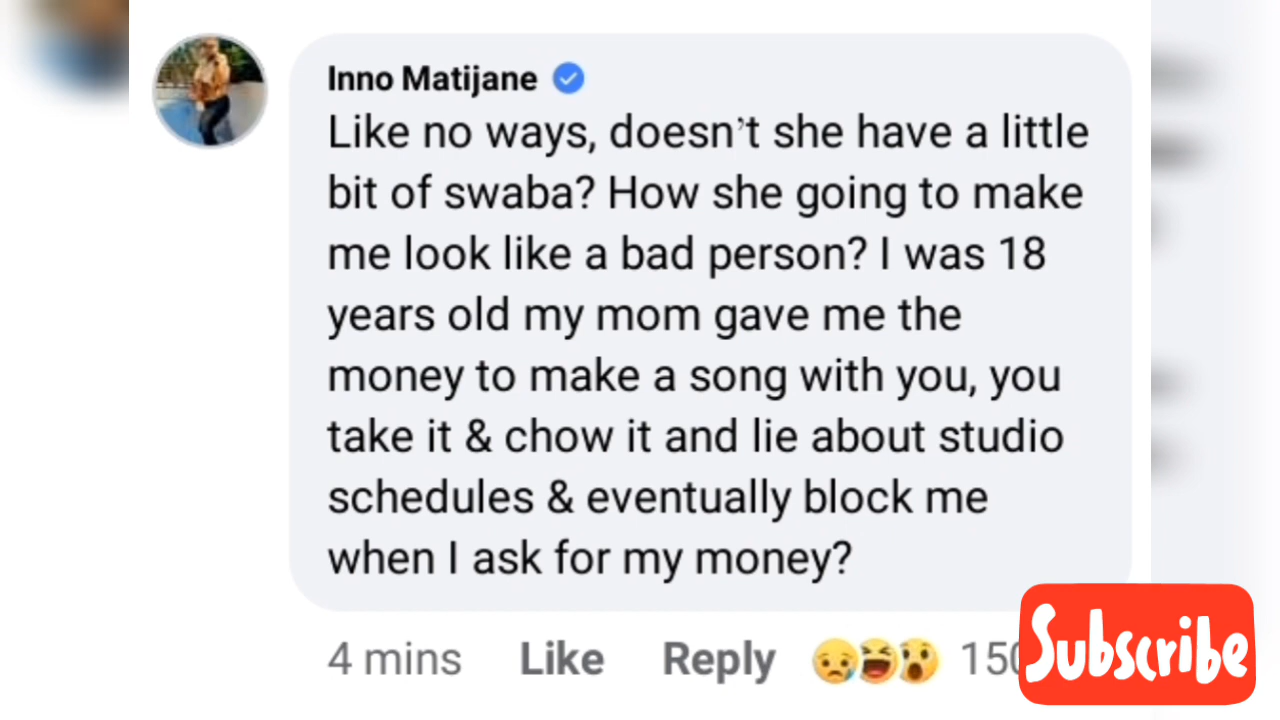 Inno Matijane
Like no ways, doesn't she have a little
bit of swaba? How she going to make
me look like a bad person? I was 18
years old my mom gave me the
money to make a song with you, you
take it & chow it and lie about studio
schedules & eventually block me
when I ask for my money?
4 mins Like Reply
Subscribe